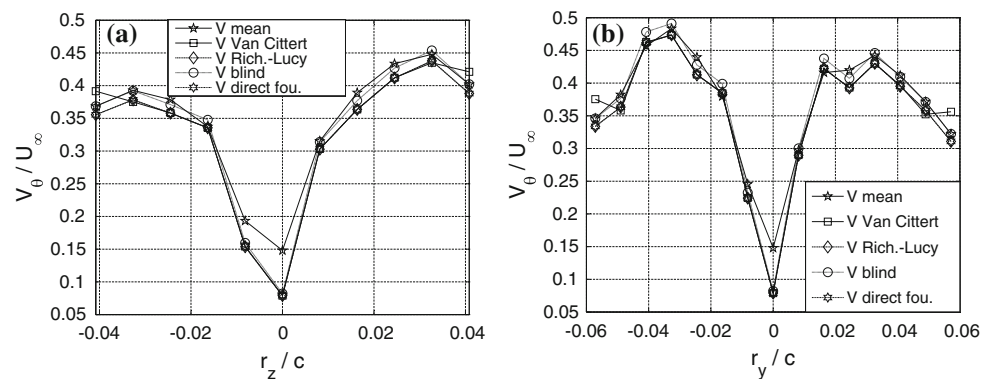 (a)
V mean
V Van Cittert
V Rich.-Lucy
V blind
V direct fou.
0.5
0.45
0.4
0.35
0.3
0.25
0.2
0.15
0.1
0.05
V_θ / U_∞
-0.04
-0.02
0
0.02
0.04
r_z / c
(b)
0.5
0.45
0.4
0.35
0.3
0.25
0.2
0.15
0.1
0.05
V_θ / U_∞
V mean
V Van Cittert
V Rich.-Lucy
V blind
V direct fou.
-0.06
-0.04
-0.02
0
0.02
0.04
0.06
r_y / c